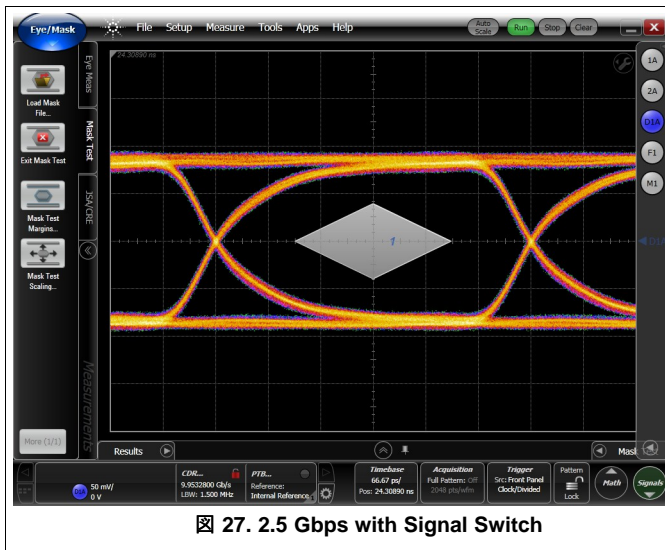 Eye/Mask
File Setup Measure Tools Apps Help
Auto Scale
Run
Stop
Clear
Load Mask
File...
Exit Mask Test
Mask Test
Margins...
Mask Test
Scaling...
More (1/1)
Eye Meas
Mask Test
JSA/CRE
Measurements
24.30890 ns
1
1A
2A
D1A
F1
M1
D1A
Results
D1A
50 mV/
0 V
CDR...
9.9532800 Gb/s
LBW: 1.500 MHz
PTB...
Reference:
Internal Reference
Timebase
66.67 ps/
Pos: 24.30890 ns
Acquisition
Full Pattern: Off
2048 pts/wfm
Trigger
Src: Front Panel
Clock/Divided
Pattern
Lock
Math
Signals
図 27. 2.5 Gbps with Signal Switch